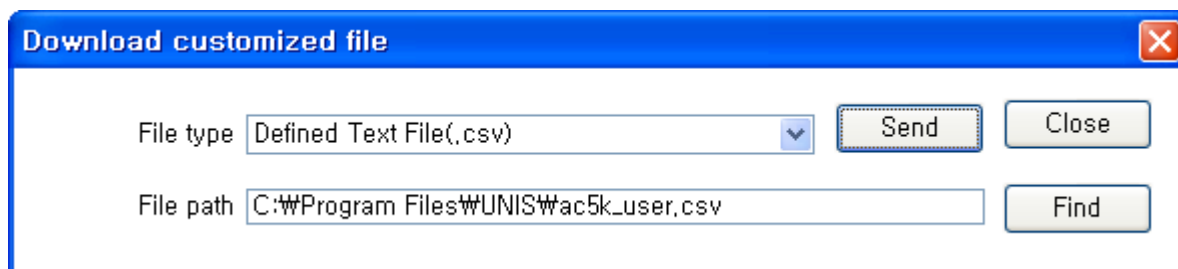 Download customized file
File type Defined Text File(,csv) Send Close
File path C:₩Program Files₩UNIS₩ac5k_user,csv Find